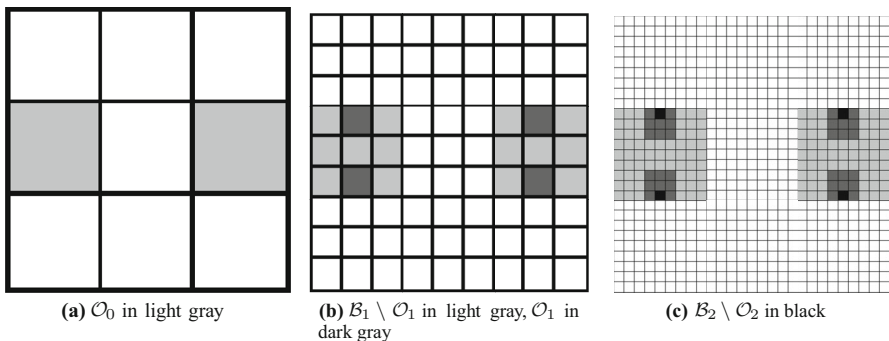 (a) 𝒪₀ in light gray
(b) ℬ₁ \ 𝒪₁ in light gray, 𝒪₁ in
dark gray
(c) ℬ₂ \ 𝒪₂ in black